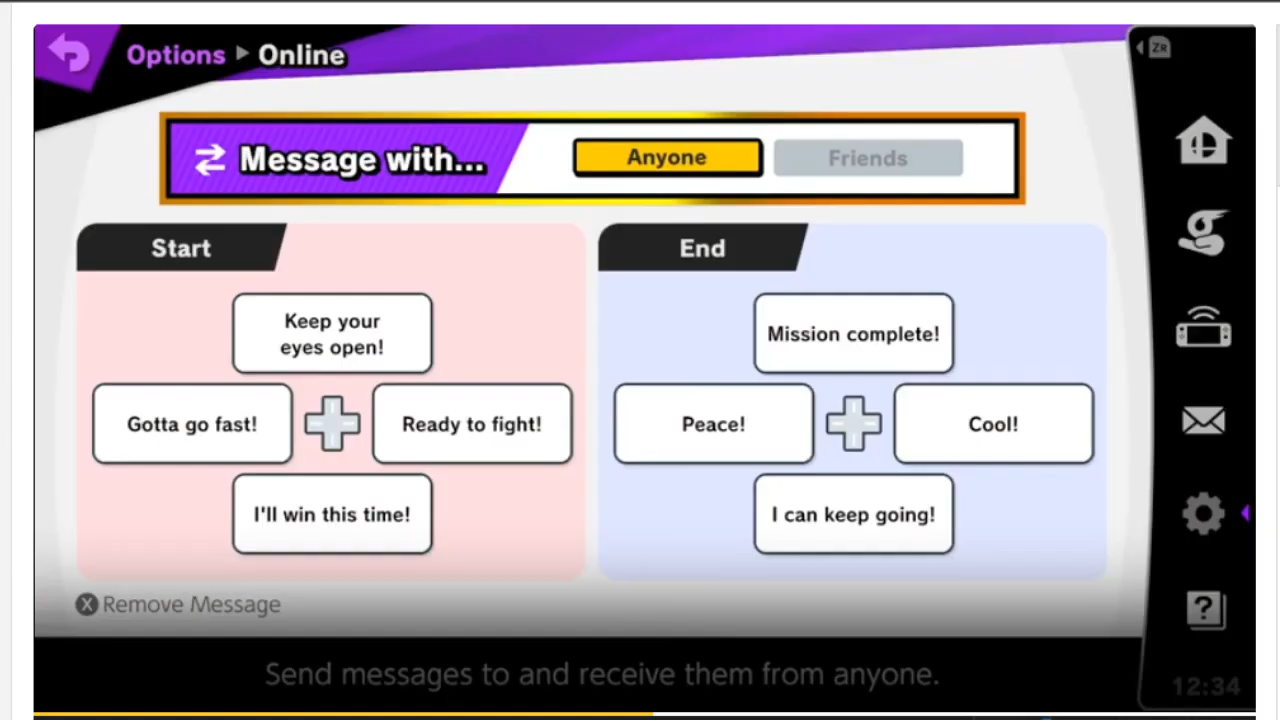 Options ▶ Online
ZR
Message with...
Anyone
Friends
Start
End
Keep your
eyes open!
Gotta go fast!
Ready to fight!
I'll win this time!
Mission complete!
Peace!
Cool!
I can keep going!
X Remove Message
?
Send messages to and receive them from anyone.
12:34